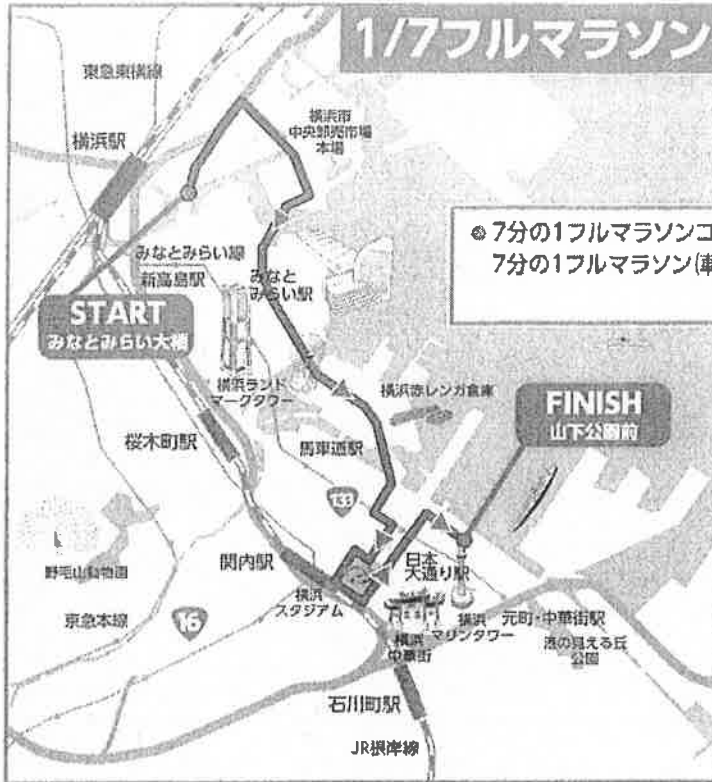 1/7フルマラソン
東急東横線
横浜市
中央卸売市場
本場
横浜駅
7分の1フルマラソンコ
7分の1フルマラソン(車
みなとみらい線
新高島駅
みなと
みらい駅
START
みなとみらい大橋
横浜ランド
マークタワー
横浜赤レンガ倉庫
FINISH
山下公園前
桜木町駅
馬車道駅
133
日本
大通り駅
関内駅
野毛山動物園
横浜
スタジアム
京急本線
16
横浜
マリンタワー
元町・中華街駅
横浜
中華街
港の見える丘
公園
石川町駅
JR根岸線